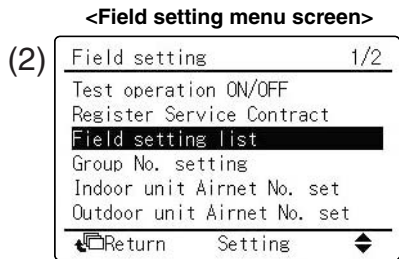 <Field setting menu screen>
(2)
Field setting 1/2
Test operation ON/OFF
Register Service Contract
Field setting list
Group No. setting
Indoor unit Airnet No. set
Outdoor unit Airnet No. set
Return Setting